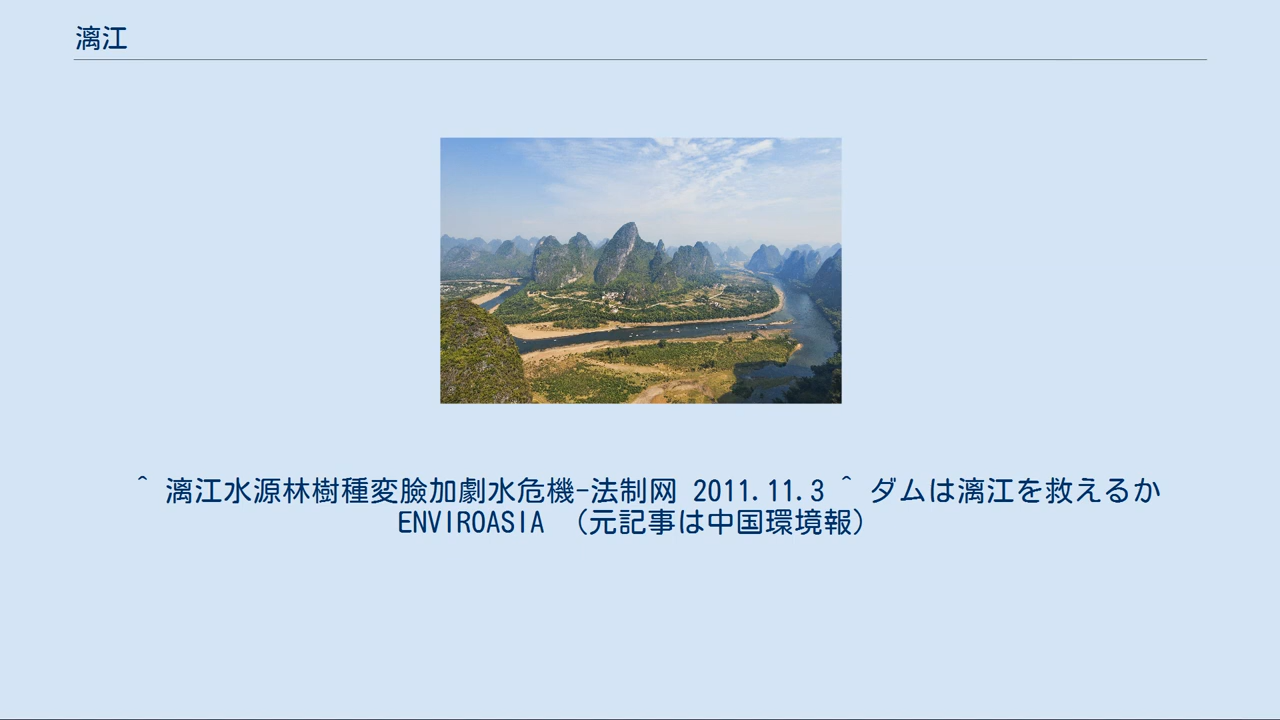 漓江
^ 漓江水源林樹種変臉加劇水危機-法制网 2011.11.3 ^ ダムは漓江を救えるか
ENVIROASIA （元記事は中国環境報）